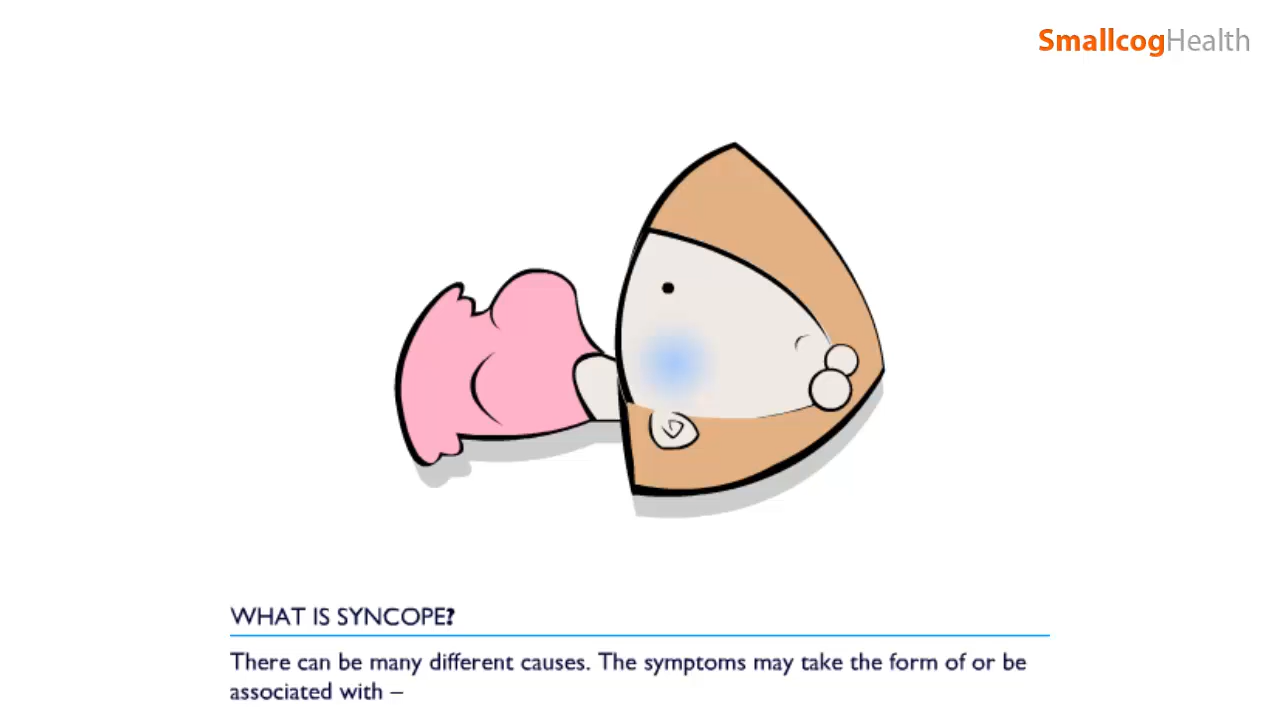 SmallcogHealth
WHAT IS SYNCOPE?
There can be many different causes. The symptoms may take the form of or be
associated with –